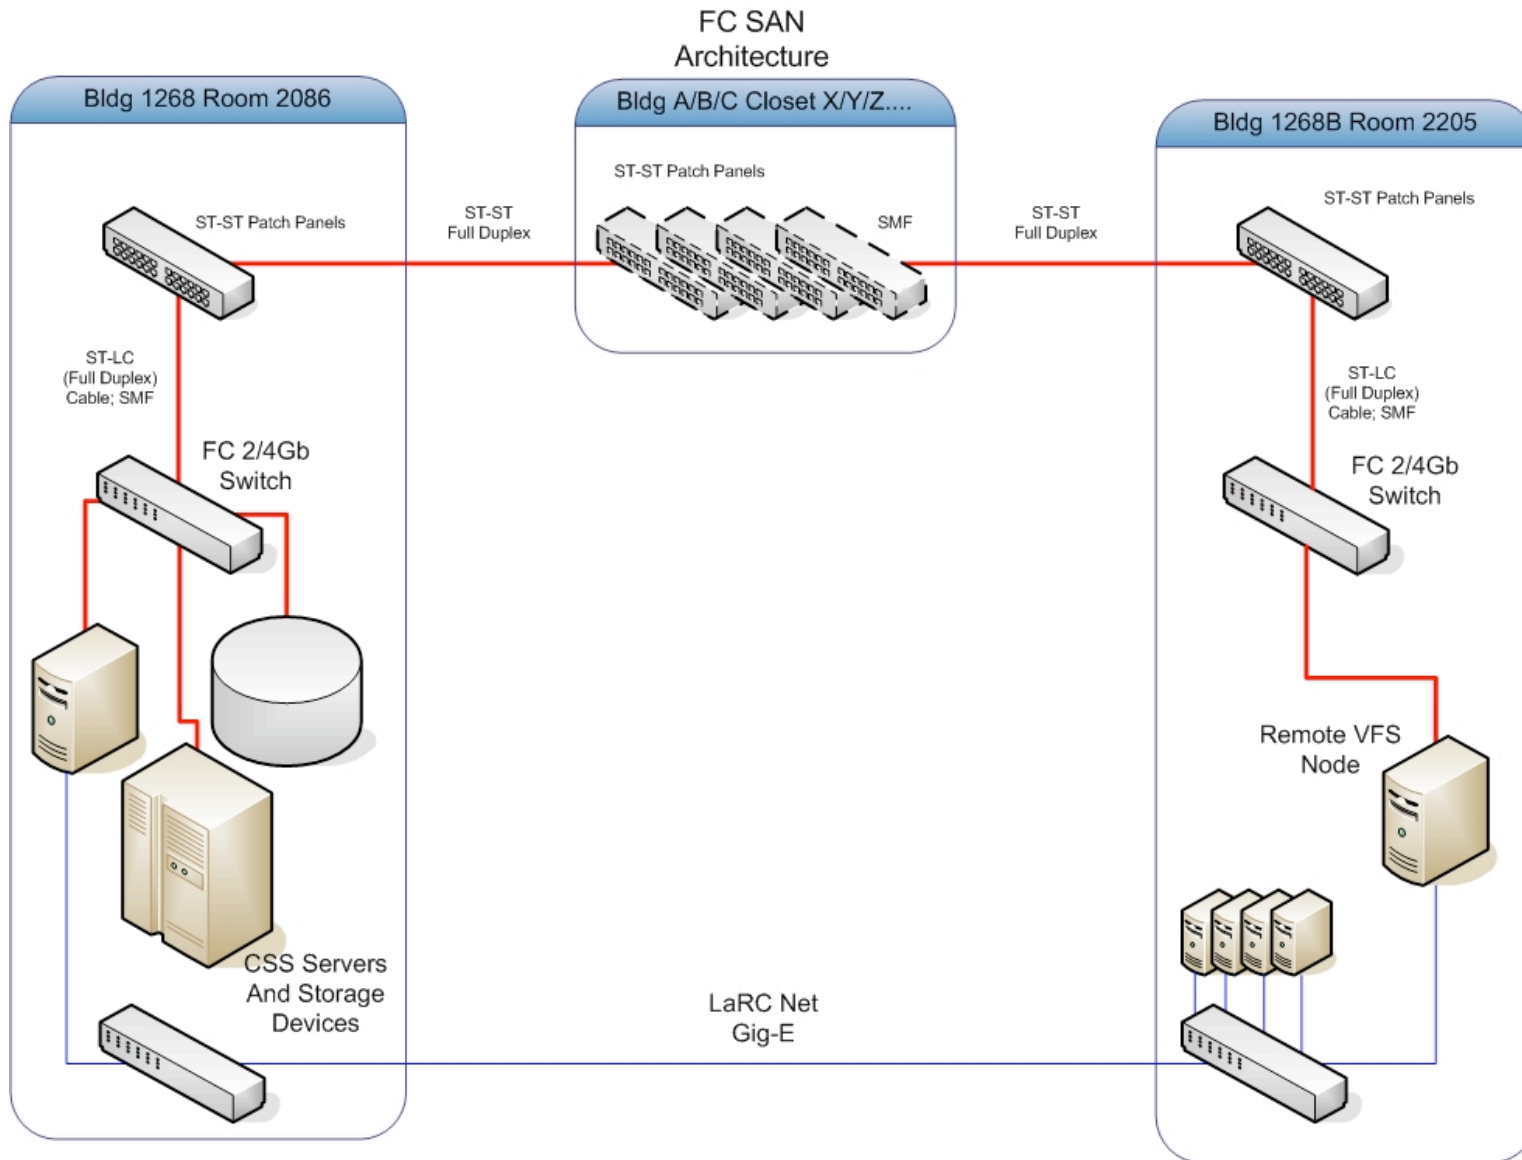 FC SAN
Architecture
Bldg 1268 Room 2086
Bldg A/B/C Closet X/Y/Z....
Bldg 1268B Room 2205
ST-ST Patch Panels
ST-ST Patch Panels
ST-ST Patch Panels
ST-ST
Full Duplex
SMF
ST-ST
Full Duplex
ST-LC
(Full Duplex)
Cable; SMF
ST-LC
(Full Duplex)
Cable; SMF
FC 2/4Gb
Switch
FC 2/4Gb
Switch
Remote VFS
Node
CSS Servers
And Storage
Devices
LaRC Net
Gig-E